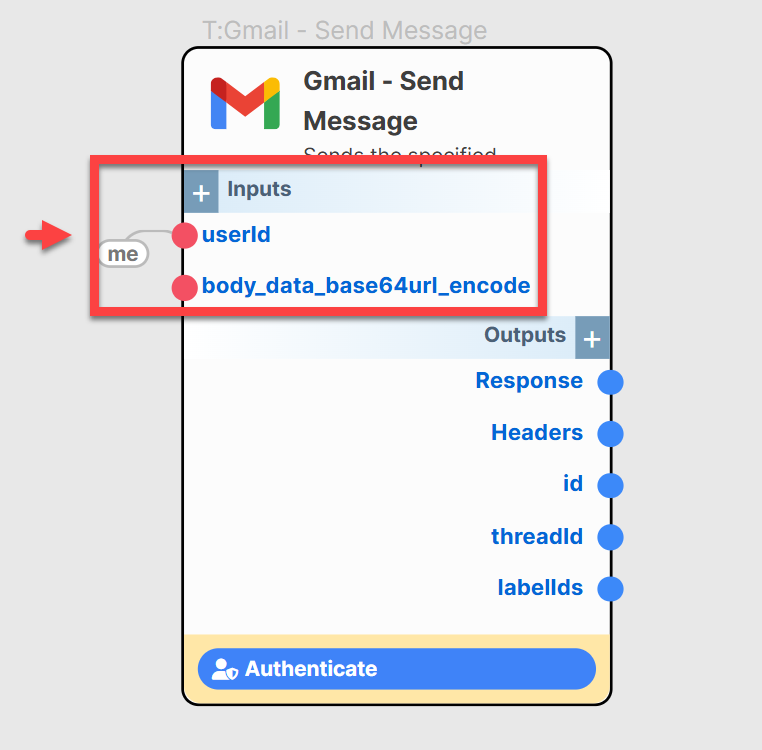 T:Gmail - Send Message
Gmail - Send
Message
Sends the specified
+ Inputs
me
userId
body_data_base64url_encode
Outputs +
Response
Headers
id
threadId
labelIds
Authenticate